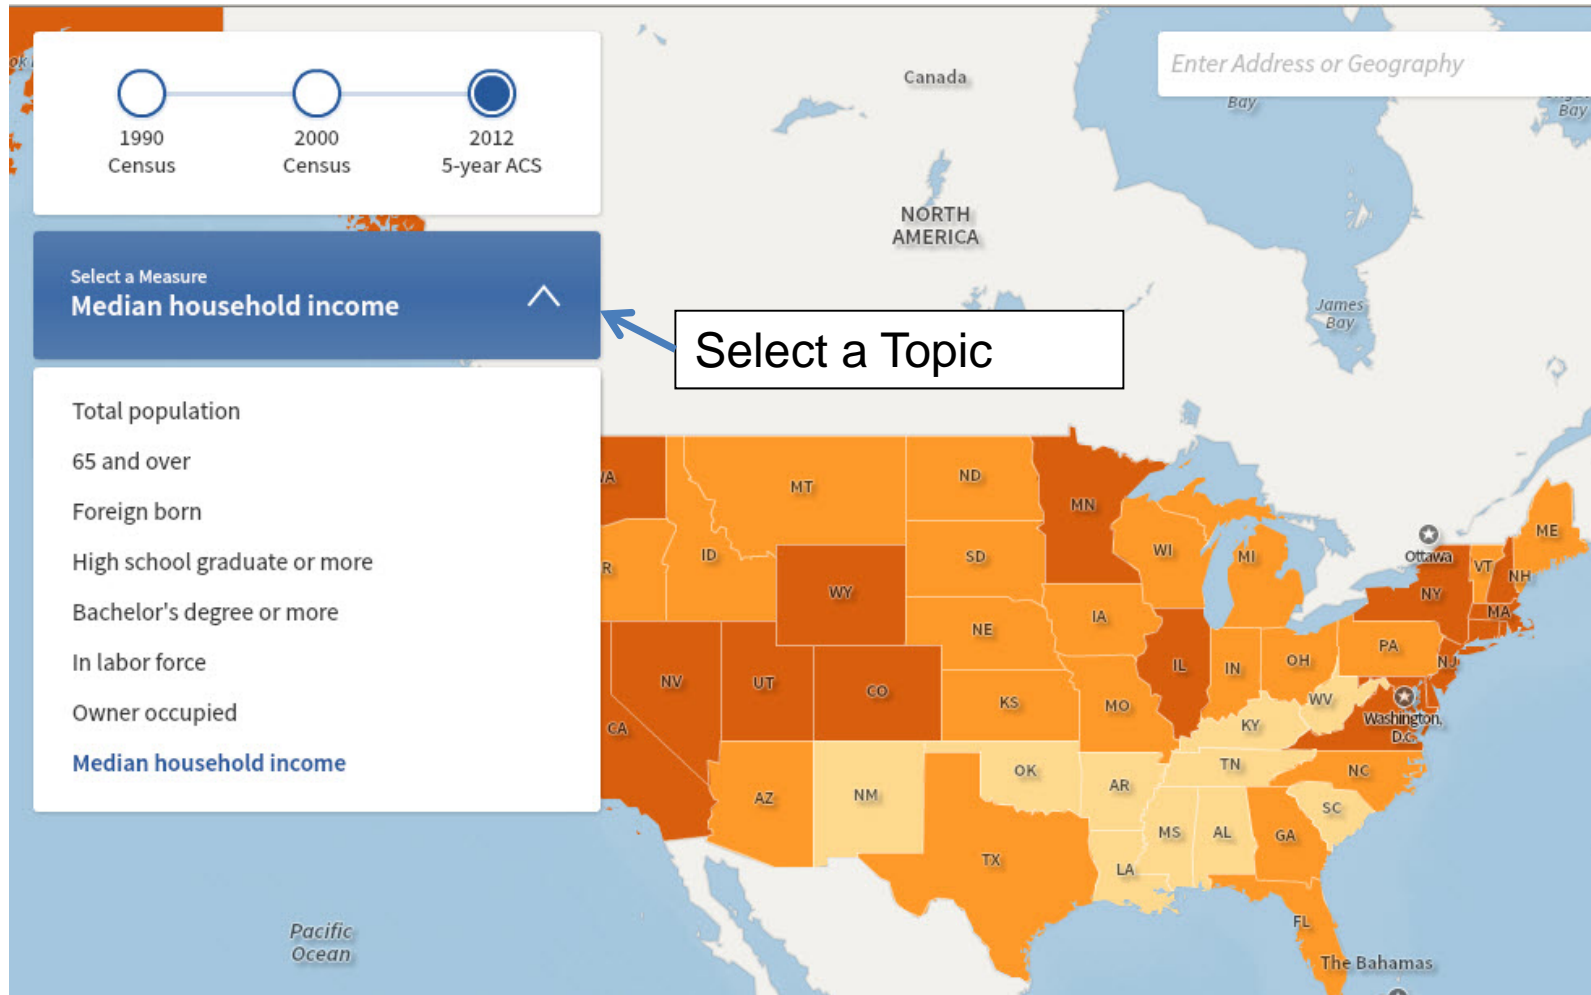 1990
Census
2000
Census
2012
5-year ACS
Enter Address or Geography
Select a Measure
Median household income
Select a Topic
Total population
65 and over
Foreign born
High school graduate or more
Bachelor's degree or more
In labor force
Owner occupied
Median household income
Canada
Bay
Bay
NORTH
AMERICA
James
Bay
MT
ND
MN
ID
SD
WI
MI
Ottawa
VT
NH
ME
WY
NY
MA
NE
IA
PA
NJ
NV
UT
CO
IL
IN
OH
KS
MO
WV
Washington,
D.C.
CA
KY
AZ
NM
OK
AR
TN
NC
SC
MS
AL
GA
TX
LA
FL
Pacific
Ocean
The Bahamas